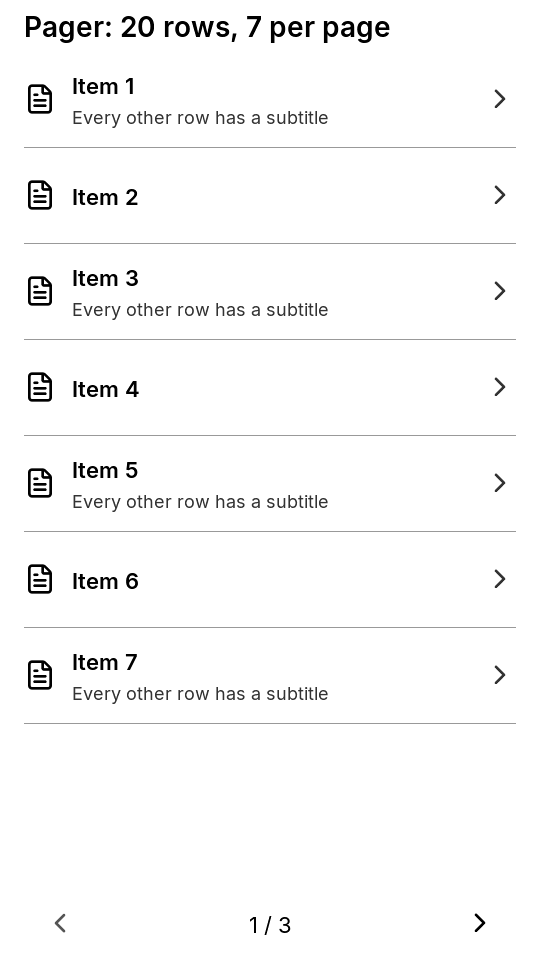 Pager: 20 rows, 7 per page
Item 1
Every other row has a subtitle
Item 2
Item 3
Every other row has a subtitle
Item 4
Item 5
Every other row has a subtitle
Item 6
Item 7
Every other row has a subtitle
1 / 3